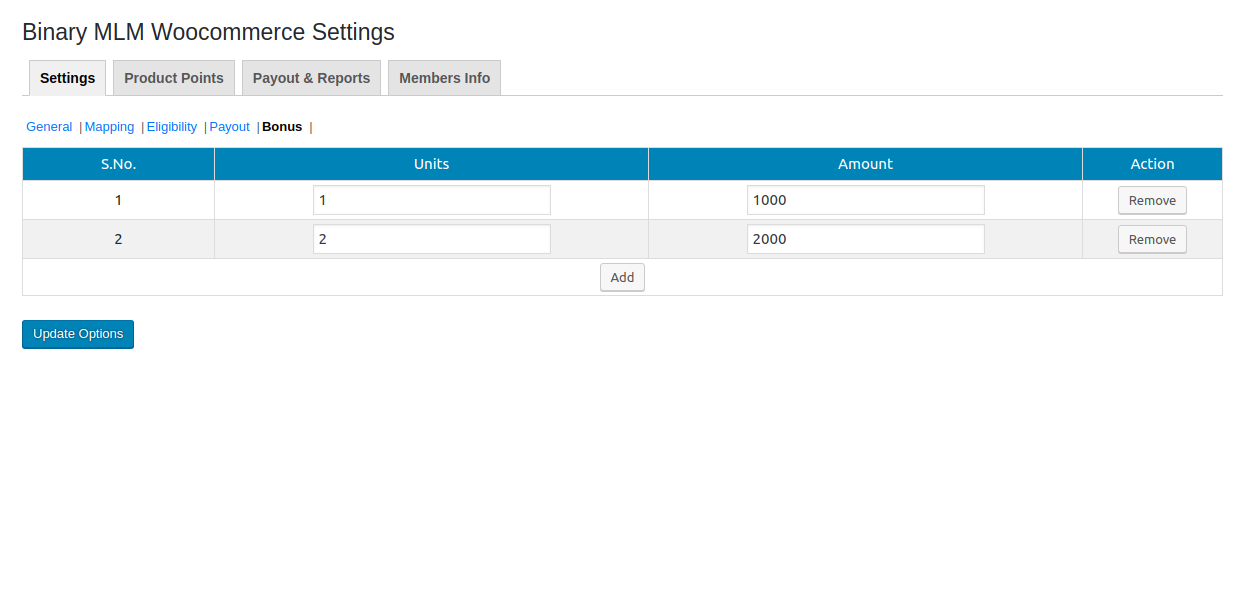 Binary MLM Woocommerce Settings
Settings Product Points Payout & Reports Members Info
General | Mapping | Eligibility | Payout | Bonus |
S.No. Units Amount Action
1 1 1000 Remove
2 2 2000 Remove
Add
Update Options